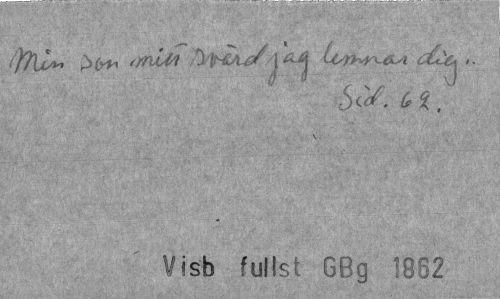 Min son mitt svärd jag lemnar dig..
Sid. 62.
Visb fullst GBg 1862